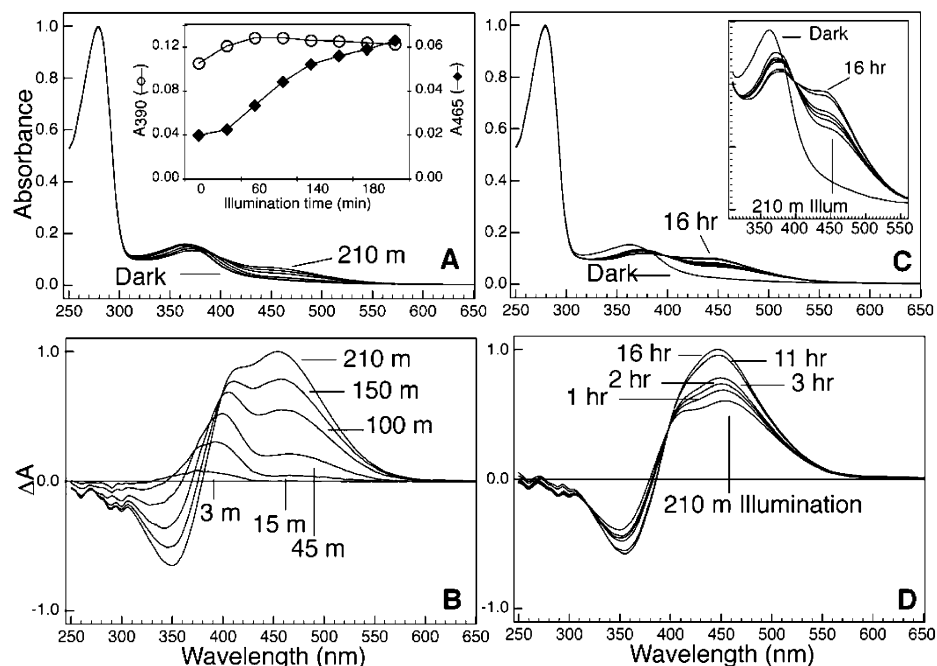 A
1.0
0.8
0.6
0.4
0.2
0.0
Absorbance
0.12
0.08
0.04
0.00
A390 (–○–)
0.06
0.04
0.02
0.00
A465 (–◆–)
0 60 140 180
Illumination time (min)
210 m
Dark
250 300 350 400 450 500 550 600 650
C
1.0
0.8
0.6
0.4
0.2
0.0
Dark
16 hr
210 m Illum
350 400 450 500 550
16 hr
Dark
250 300 350 400 450 500 550 600 650
B
1.0
0.0
-1.0
ΔA
210 m
150 m
100 m
3 m
15 m
45 m
250 300 350 400 450 500 550 600 650
Wavelength (nm)
D
1.0
0.0
-1.0
16 hr
11 hr
2 hr
3 hr
1 hr
210 m Illumination
250 300 350 400 450 500 550 600 650
Wavelength (nm)